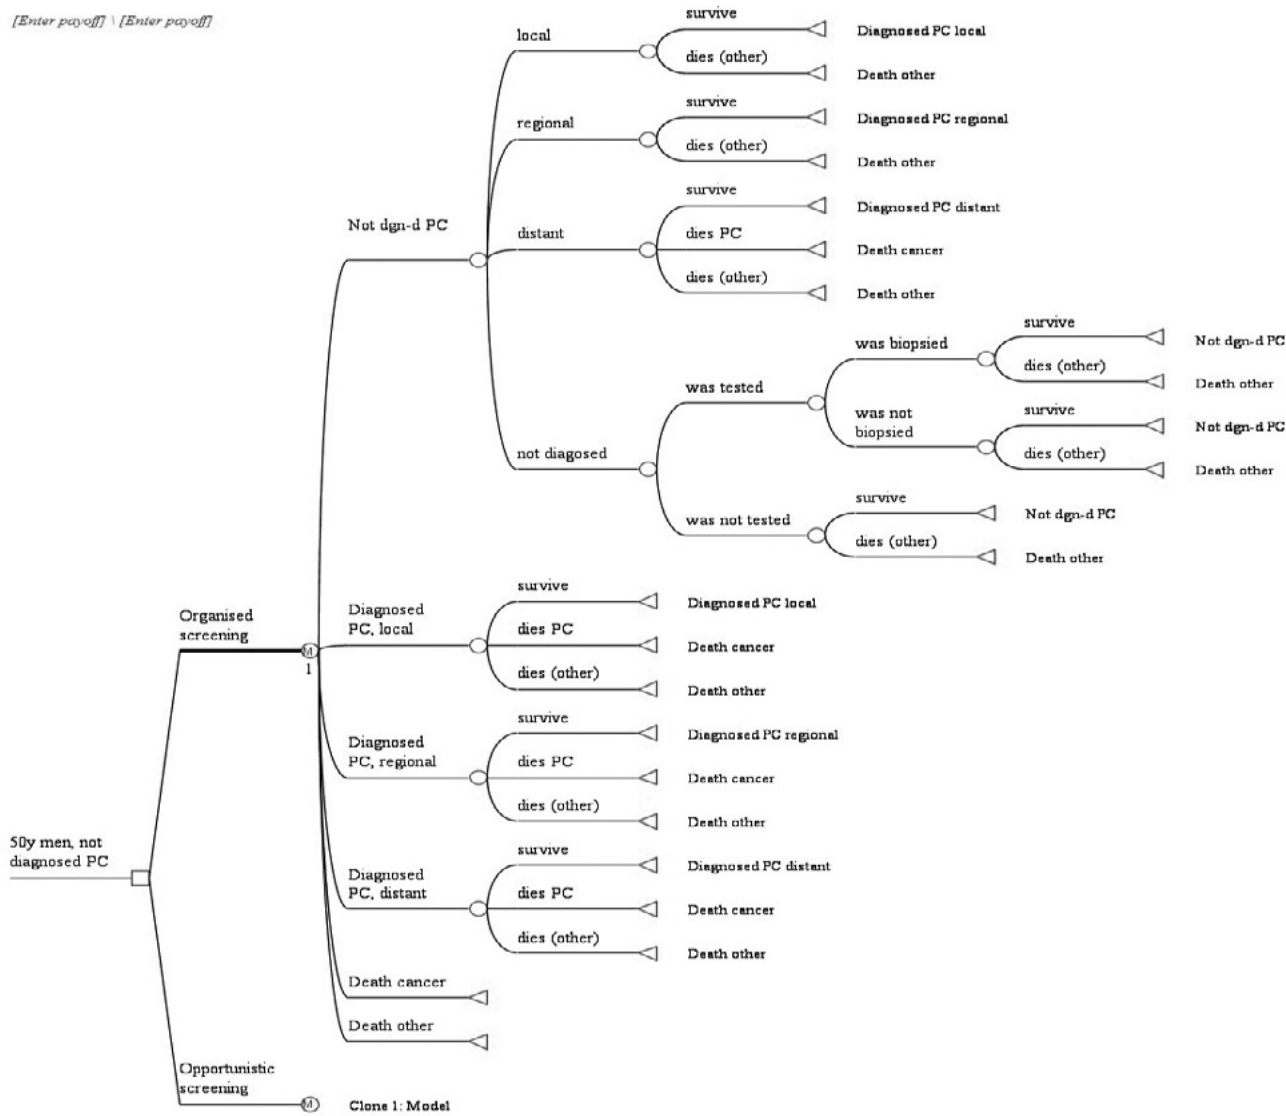 [Enter payoff] \ [Enter payoff]
survive
local
Diagnosed PC local
dies (other)
Death other
survive
regional
Diagnosed PC regional
dies (other)
Death other
survive
Not dgn-d PC
Diagnosed PC distant
distant
dies PC
Death cancer
dies (other)
Death other
survive
was biopsied
Not dgn-d PC
dies (other)
was tested
Death other
survive
was not
biopsied
Not dgn-d PC
not diagosed
dies (other)
Death other
survive
was not tested
Not dgn-d PC
dies (other)
Death other
survive
Organised
screening
Diagnosed
PC, local
Diagnosed PC local
dies PC
M
1
Death cancer
dies (other)
Death other
survive
Diagnosed
PC, regional
Diagnosed PC regional
dies PC
Death cancer
dies (other)
Death other
50y men, not
diagnosed PC
survive
Diagnosed
PC, distant
Diagnosed PC distant
dies PC
Death cancer
dies (other)
Death other
Death cancer
Death other
Opportunistic
screening
M
Clone 1: Model